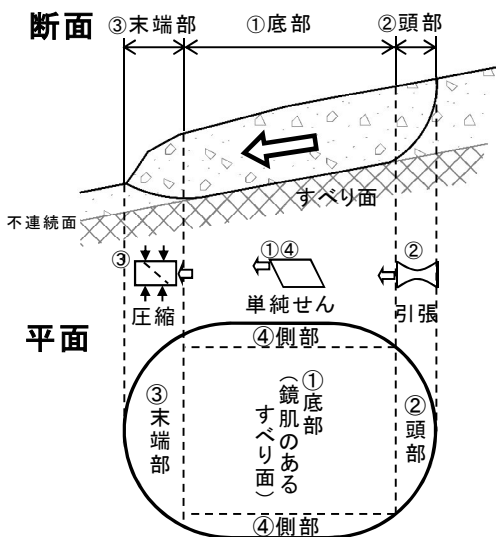 断面
③末端部
①底部
②頭部
すべり面
不連続面
③
①④
②
圧縮
単純せん
引張
平面
④側部
③末端部
①底部
（鏡肌のある
すべり面）
②頭部
④側部